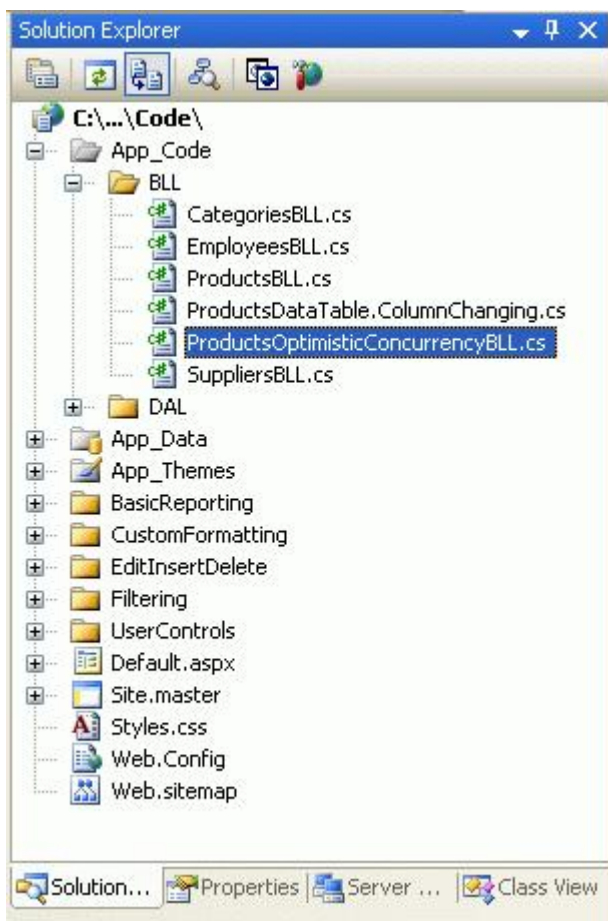 Solution Explorer
C:\...\Code\
App_Code
BLL
CategoriesBLL.cs
EmployeesBLL.cs
ProductsBLL.cs
ProductsDataTable.ColumnChanging.cs
ProductsOptimisticConcurrencyBLL.cs
SuppliersBLL.cs
DAL
App_Data
App_Themes
BasicReporting
CustomFormatting
EditInsertDelete
Filtering
UserControls
Default.aspx
Site.master
Styles.css
Web.Config
Web.sitemap
Solution... Properties Server ... Class View